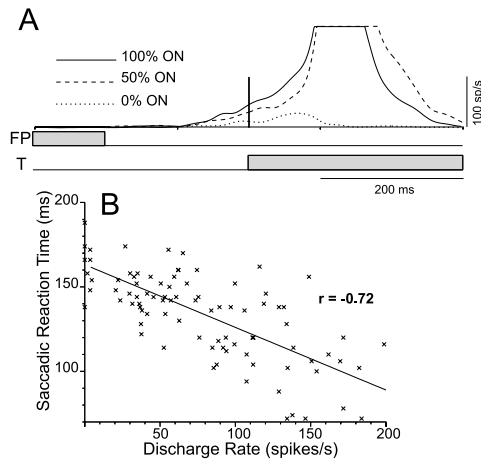 A
100% ON
50% ON
0% ON
100 sp/s
FP
T
200 ms
B
200
150
100
Saccadic Reaction Time (ms)
r = -0.72
50
100
150
200
Discharge Rate (spikes/s)